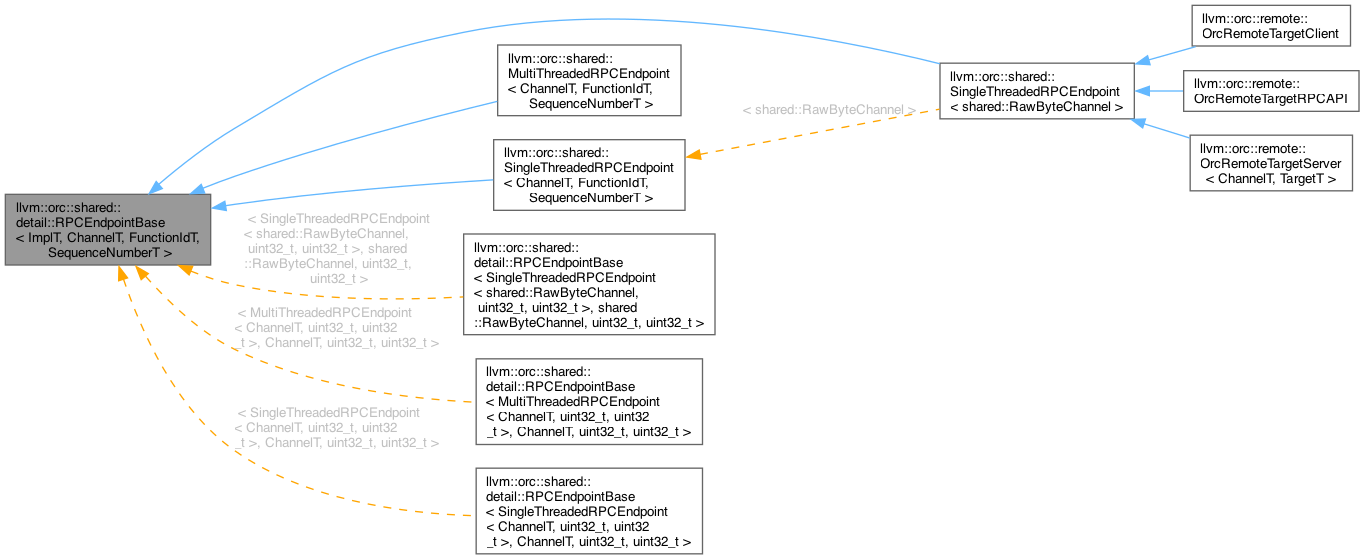 llvm::orc::remote::
OrcRemoteTargetClient
llvm::orc::shared::
MultiThreadedRPCEndpoint
< ChannelT, FunctionIdT,
SequenceNumberT >
llvm::orc::shared::
SingleThreadedRPCEndpoint
< shared::RawByteChannel >
llvm::orc::remote::
OrcRemoteTargetRPCAPI
< shared::RawByteChannel >
llvm::orc::shared::
SingleThreadedRPCEndpoint
< ChannelT, FunctionIdT,
SequenceNumberT >
llvm::orc::remote::
OrcRemoteTargetServer
< ChannelT, TargetT >
llvm::orc::shared::
detail::RPCEndpointBase
< ImplT, ChannelT, FunctionIdT,
SequenceNumberT >
< SingleThreadedRPCEndpoint
< shared::RawByteChannel,
uint32_t, uint32_t >, shared
::RawByteChannel, uint32_t,
uint32_t >
llvm::orc::shared::
detail::RPCEndpointBase
< SingleThreadedRPCEndpoint
< shared::RawByteChannel,
uint32_t, uint32_t >, shared
::RawByteChannel, uint32_t, uint32_t >
< MultiThreadedRPCEndpoint
< ChannelT, uint32_t, uint32
_t >, ChannelT, uint32_t, uint32_t >
llvm::orc::shared::
detail::RPCEndpointBase
< MultiThreadedRPCEndpoint
< ChannelT, uint32_t, uint32
_t >, ChannelT, uint32_t, uint32_t >
< SingleThreadedRPCEndpoint
< ChannelT, uint32_t, uint32
_t >, ChannelT, uint32_t, uint32_t >
llvm::orc::shared::
detail::RPCEndpointBase
< SingleThreadedRPCEndpoint
< ChannelT, uint32_t, uint32
_t >, ChannelT, uint32_t, uint32_t >